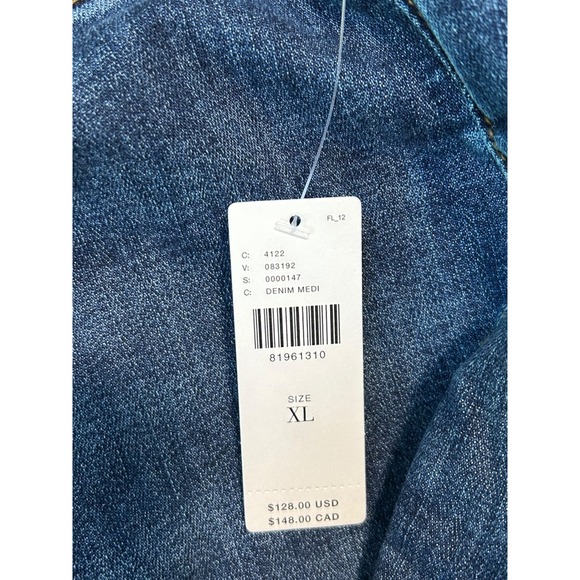 FL_12
C: 4122
V: 083192
S: 0000147
C: DENIM MEDI
81961310
SIZE
XL
$128.00 USD
$148.00 CAD